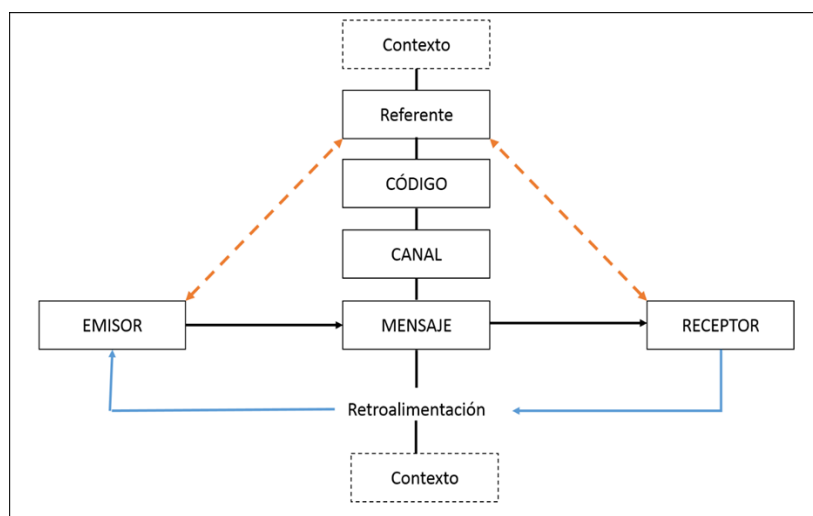 Contexto
Referente
CÓDIGO
CANAL
EMISOR
MENSAJE
RECEPTOR
Retroalimentación
Contexto